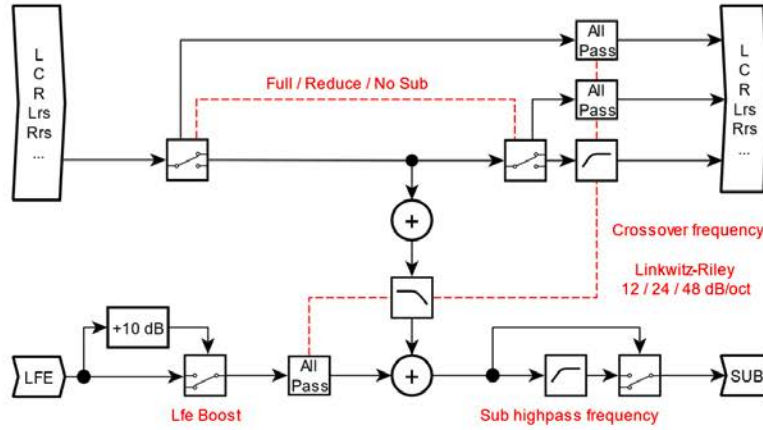 L
C
R
Lrs
Rrs
...
All
Pass
Full / Reduce / No Sub
All
Pass
L
C
R
Lrs
Rrs
...
+
Crossover frequency
Linkwitz-Riley
12 / 24 / 48 dB/oct
+10 dB
LFE
All
Pass
+
SUB
Lfe Boost
Sub highpass frequency